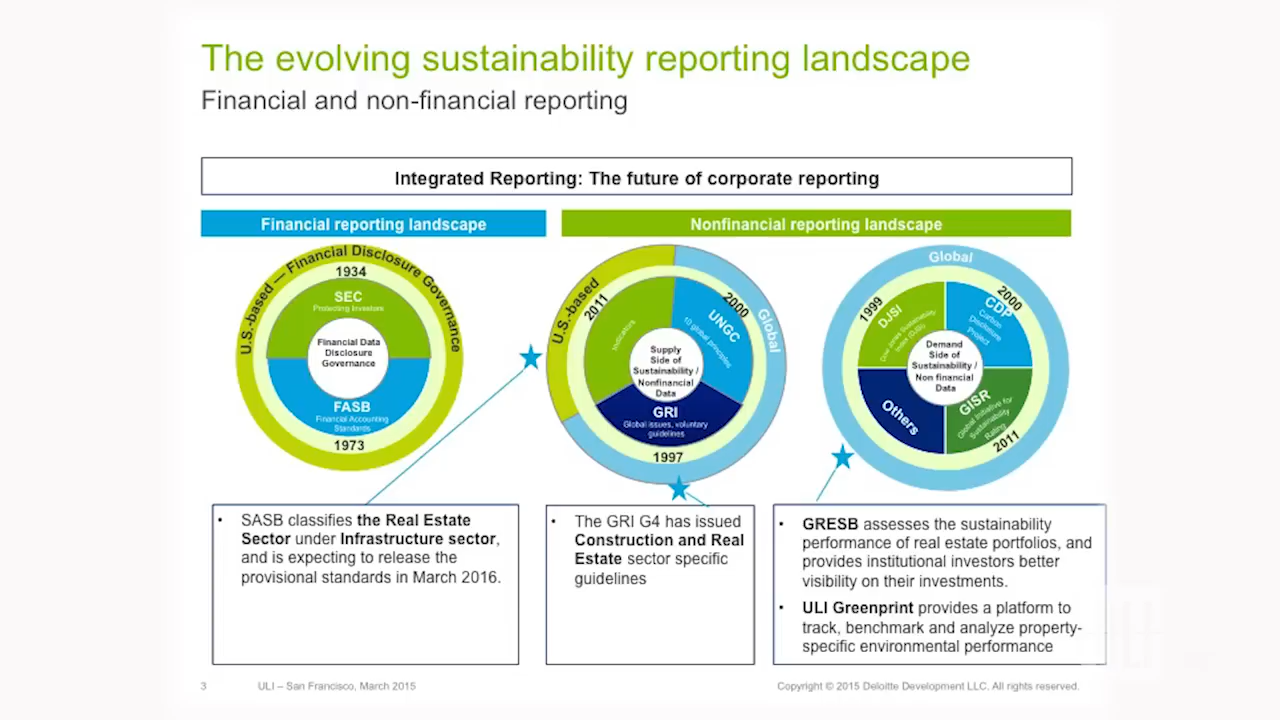 The evolving sustainability reporting landscape
Financial and non-financial reporting
Integrated Reporting: The future of corporate reporting
Financial reporting landscape
Nonfinancial reporting landscape
U.S.-based — Financial Disclosure Governance
1934
SEC
Protecting Investors
Financial Data
Disclosure
Governance
FASB
Financial Accounting
Standards
1973
U.S.-based
2011
Indicators
2000
Global
UNGC
10 global principles
Supply
Side of
Sustainability /
Nonfinancial
Data
GRI
Global issues, voluntary
guidelines
1997
Global
1999
DJSI
Dow Jones Sustainability
Index (DJSI)
2000
CDP
Carbon
Disclosure
Project
Demand
Side of
Sustainability /
Non financial
Data
Others
GISR
Global Initiative for
Sustainability
Rating
2011
• SASB classifies the Real Estate
Sector under Infrastructure sector,
and is expecting to release the
provisional standards in March 2016.
• The GRI G4 has issued
Construction and Real
Estate sector specific
guidelines
• GRESB assesses the sustainability
performance of real estate portfolios, and
provides institutional investors better
visibility on their investments.
• ULI Greenprint provides a platform to
track, benchmark and analyze property-
specific environmental performance
3
ULI – San Francisco, March 2015
Copyright © 2015 Deloitte Development LLC. All rights reserved.